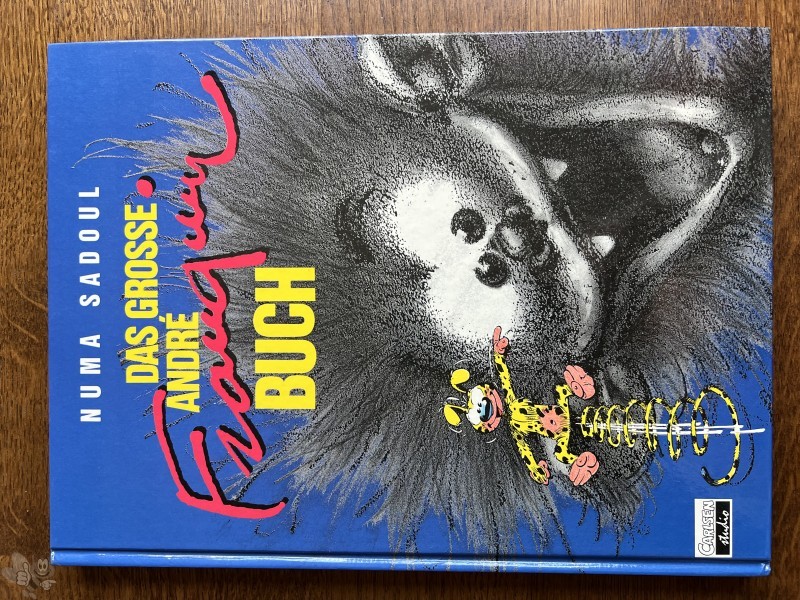 NUMA SADOUL
DAS GROSSE
ANDRÉ
Franquin
BUCH
CARLSEN
studio